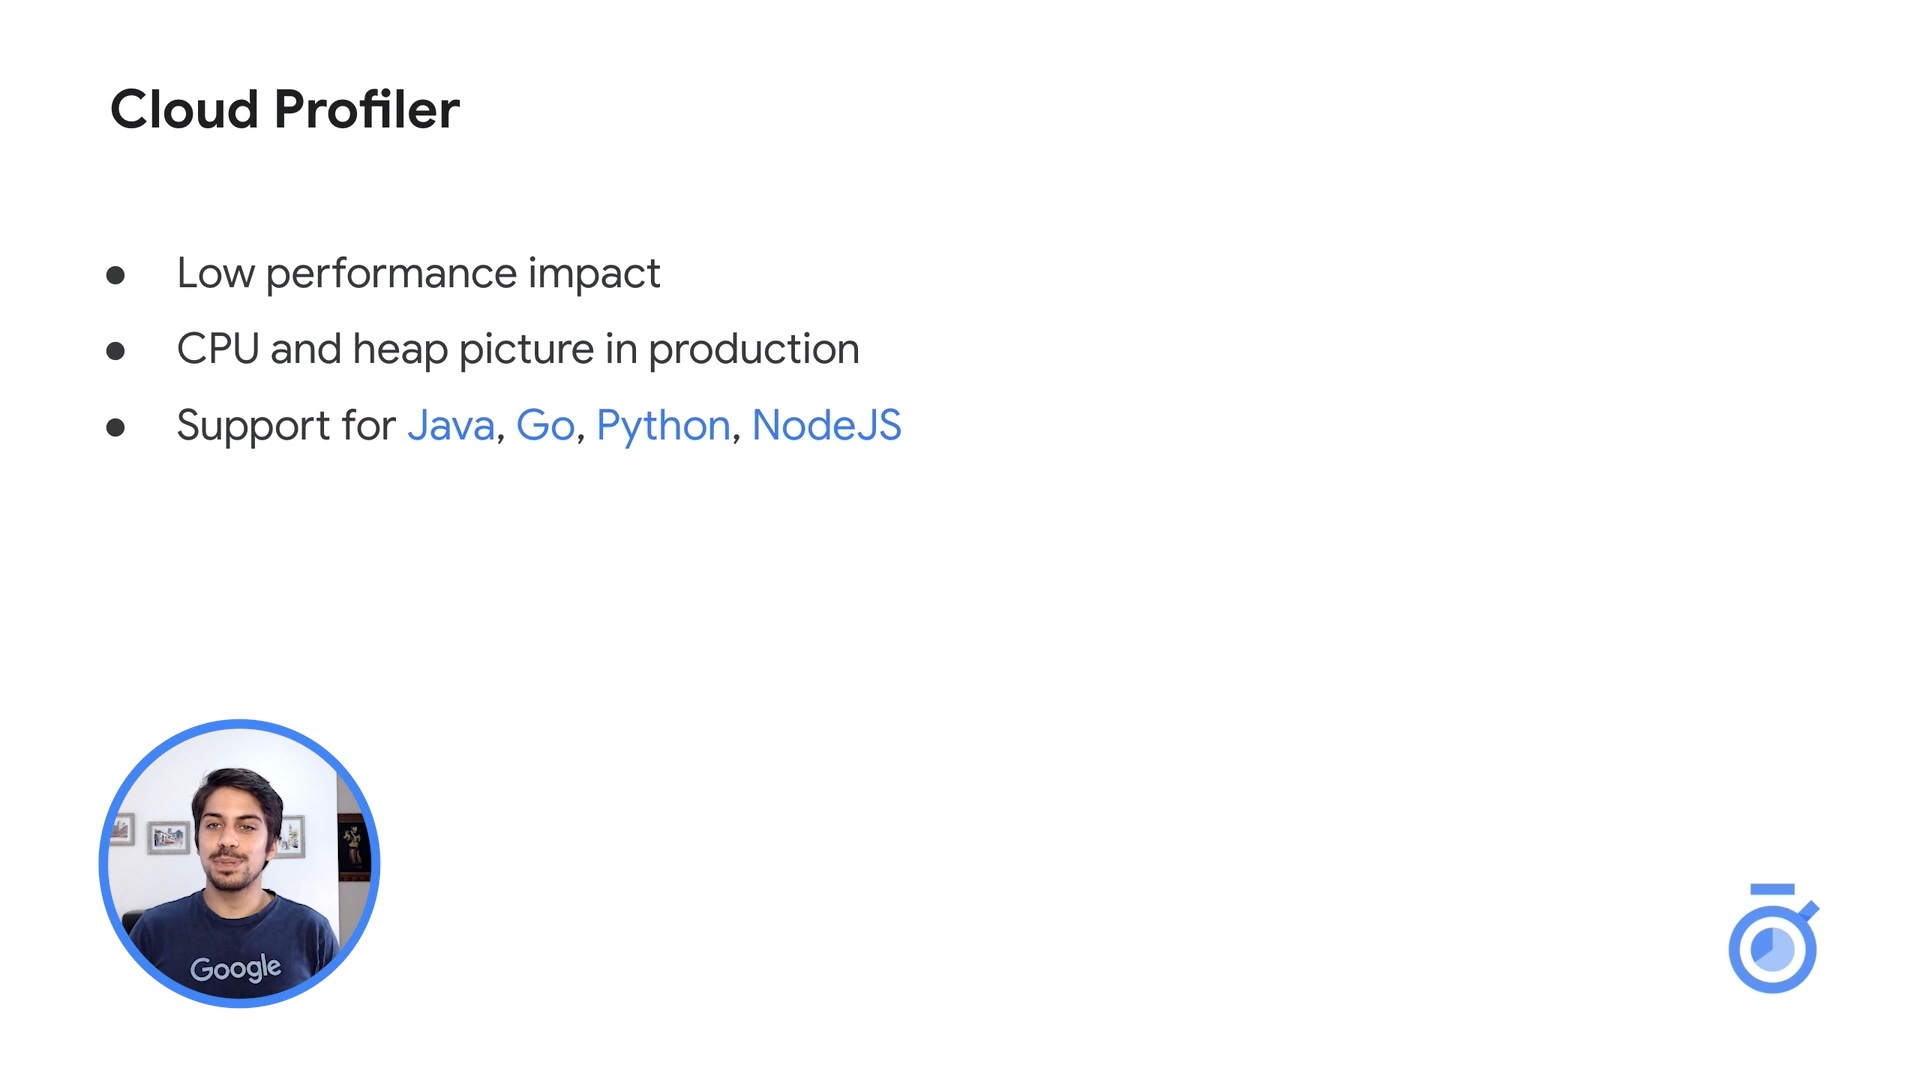 Cloud Profiler
● Low performance impact
● CPU and heap picture in production
● Support for Java, Go, Python, NodeJS
Google